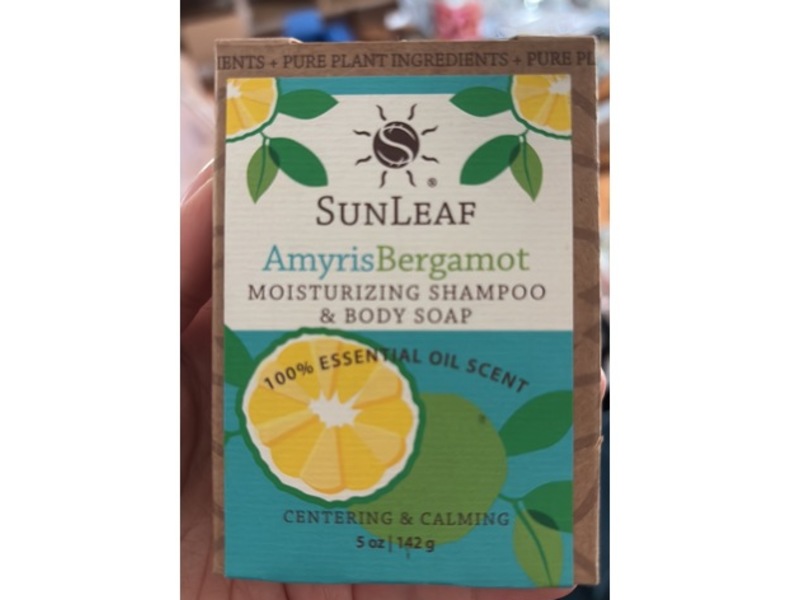 IENTS + PURE PLANT INGREDIENTS + PURE PL
®
SUNLEAF
AmyrisBergamot
MOISTURIZING SHAMPOO
& BODY SOAP
100% ESSENTIAL OIL SCENT
CENTERING & CALMING
5 oz | 142 g